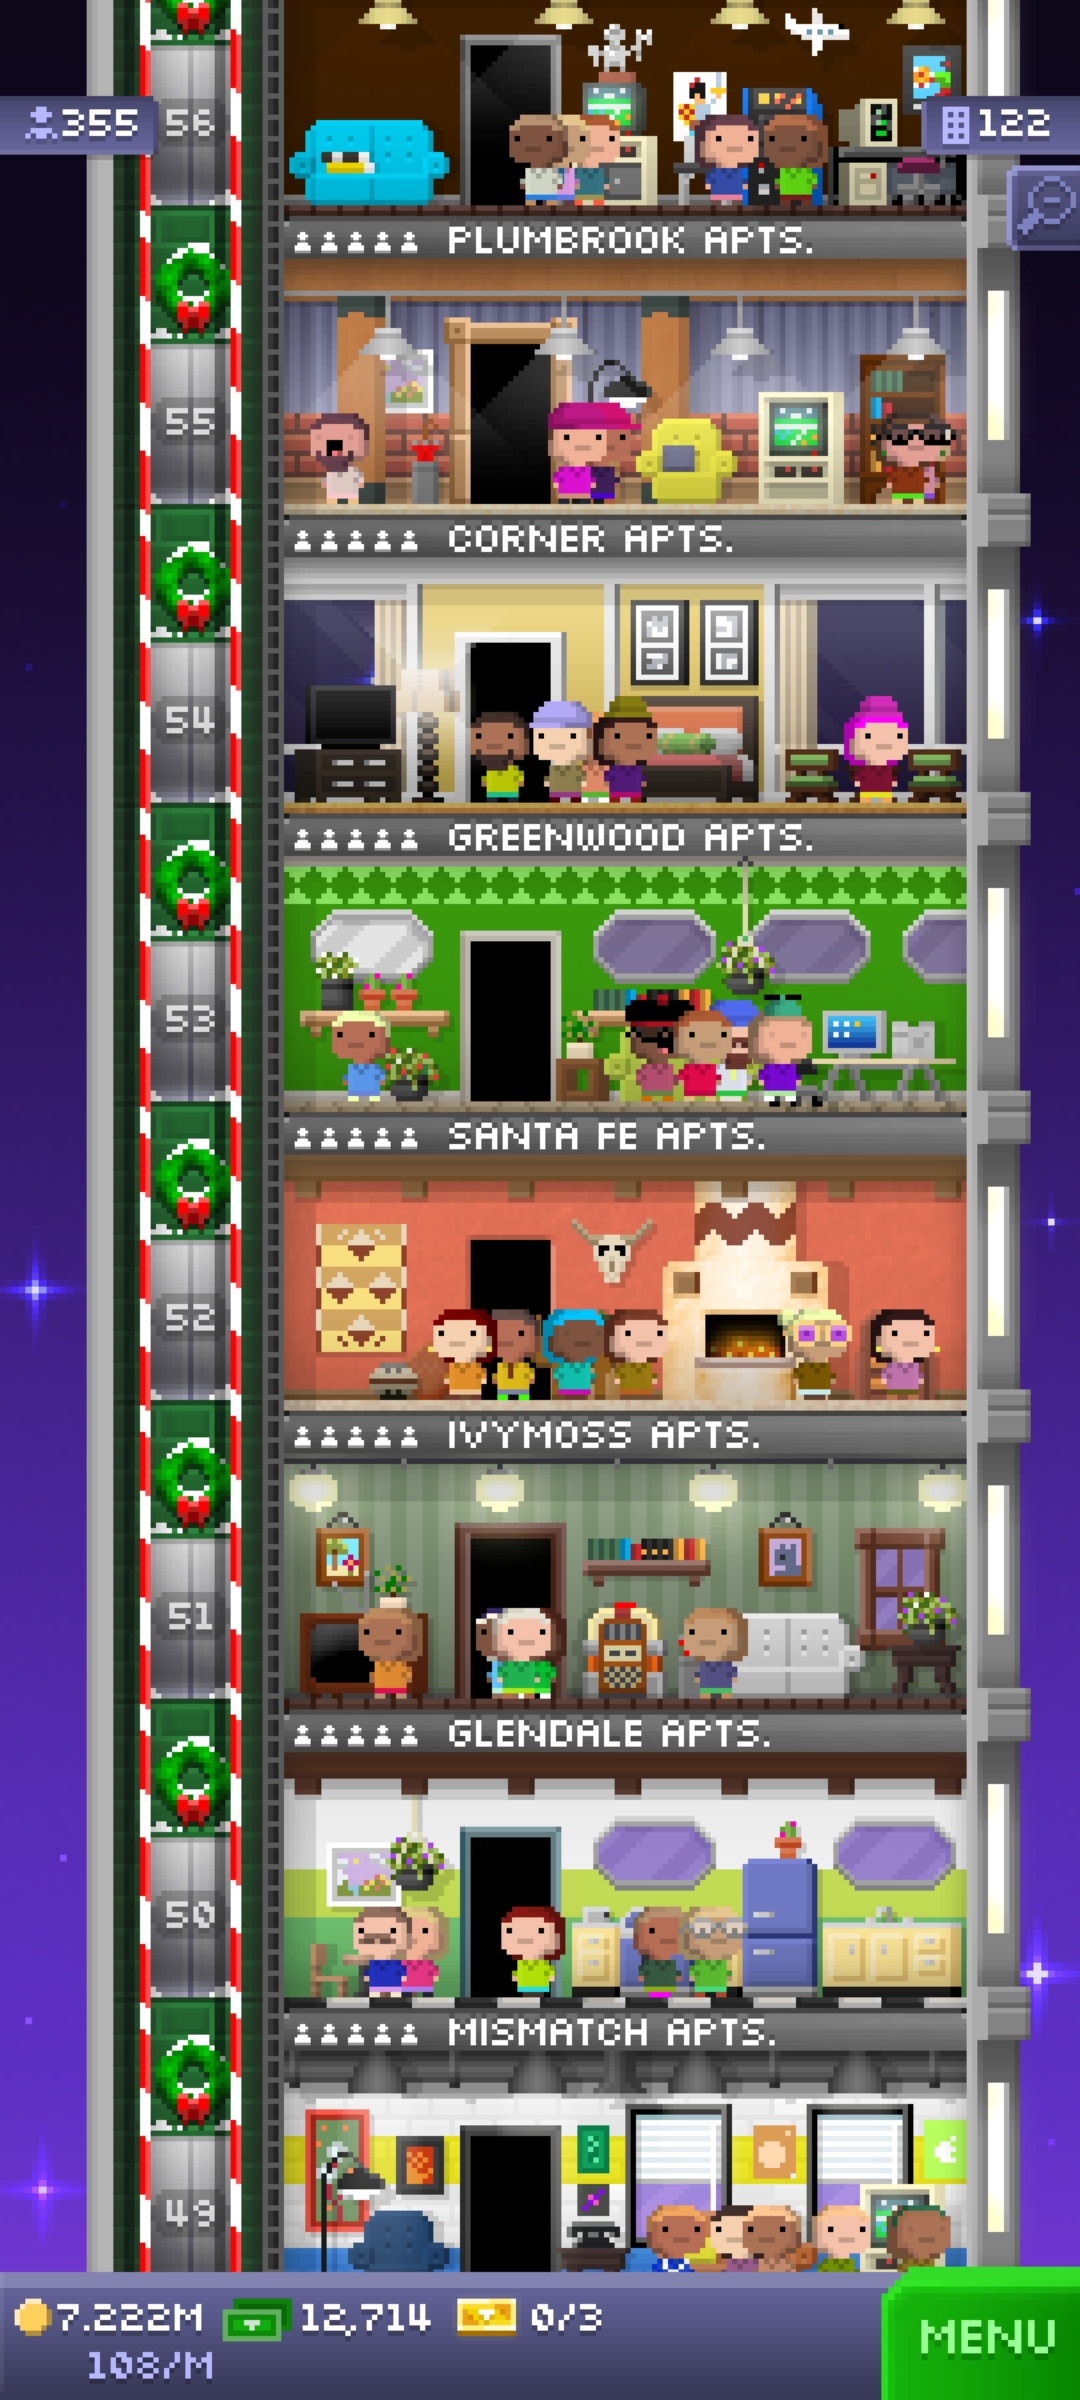 355
56
122
PLUMBROOK APTS.
55
CORNER APTS.
54
GREENWOOD APTS.
53
SANTA FE APTS.
52
IVYMOSS APTS.
51
GLENDALE APTS.
50
MISMATCH APTS.
49
7.222M 12,714 0/3
108/M
MENU